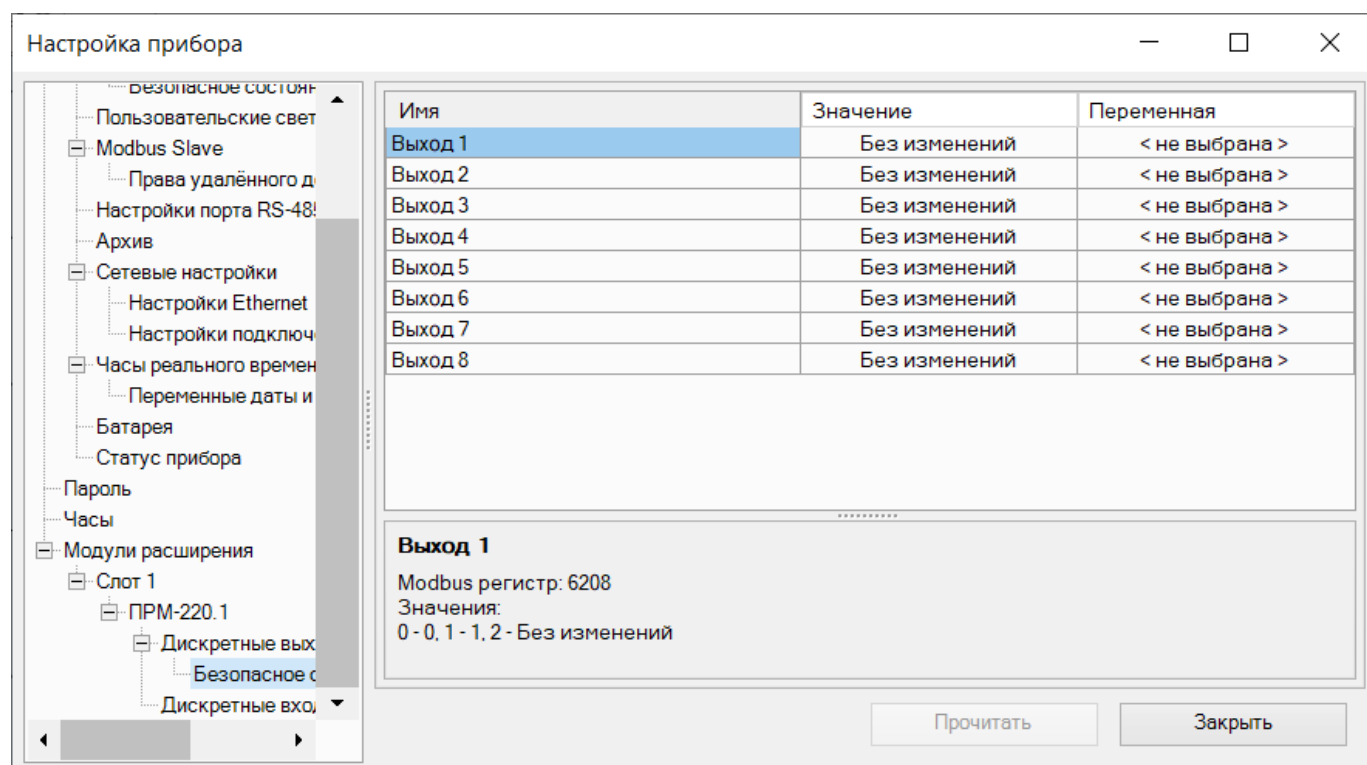 Настройка прибора
Безопасное состоян
Пользовательские свет
Modbus Slave
Права удалённого д
Настройки порта RS-485
Архив
Сетевые настройки
Настройки Ethernet
Настройки подключ
Часы реального времен
Переменные даты и
Батарея
Статус прибора
Пароль
Часы
Модули расширения
Слот 1
ПРМ-220.1
Дискретные вых
Безопасное с
Дискретные вход
Имя Значение Переменная
Выход 1 Без изменений < не выбрана >
Выход 2 Без изменений < не выбрана >
Выход 3 Без изменений < не выбрана >
Выход 4 Без изменений < не выбрана >
Выход 5 Без изменений < не выбрана >
Выход 6 Без изменений < не выбрана >
Выход 7 Без изменений < не выбрана >
Выход 8 Без изменений < не выбрана >
Выход 1
Modbus регистр: 6208
Значения:
0 - 0, 1 - 1, 2 - Без изменений
Прочитать Закрыть